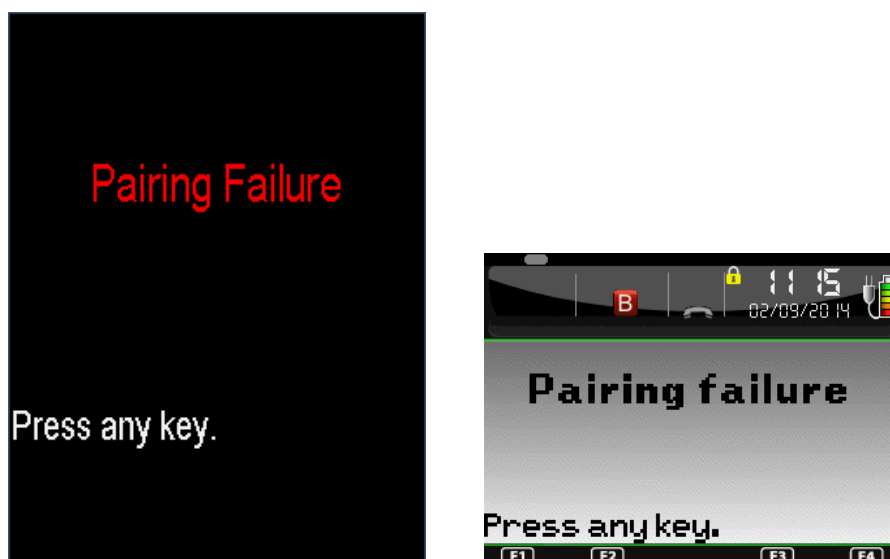 Pairing Failure
Press any key.
B
11 15
02/09/2014
Pairing failure
Press any key.
F1 F2 F3 F4